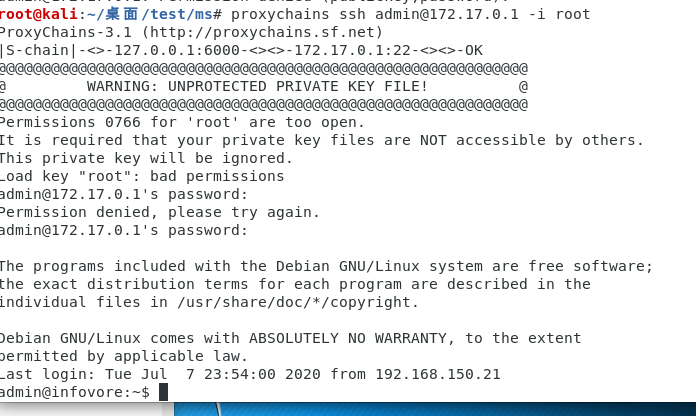 root@kali:~/桌面/test/ms# proxychains ssh admin@172.17.0.1 -i root
ProxyChains-3.1 (http://proxychains.sf.net)
|S-chain|-<>-127.0.0.1:6000-<><>-172.17.0.1:22-<><>-OK
@@@@@@@@@@@@@@@@@@@@@@@@@@@@@@@@@@@@@@@@@@@@@@@@@@@@@@@@@@@
@         WARNING: UNPROTECTED PRIVATE KEY FILE!          @
@@@@@@@@@@@@@@@@@@@@@@@@@@@@@@@@@@@@@@@@@@@@@@@@@@@@@@@@@@@
Permissions 0766 for 'root' are too open.
It is required that your private key files are NOT accessible by others.
This private key will be ignored.
Load key "root": bad permissions
admin@172.17.0.1's password:
Permission denied, please try again.
admin@172.17.0.1's password:
The programs included with the Debian GNU/Linux system are free software;
the exact distribution terms for each program are described in the
individual files in /usr/share/doc/*/copyright.
Debian GNU/Linux comes with ABSOLUTELY NO WARRANTY, to the extent
permitted by applicable law.
Last login: Tue Jul  7 23:54:00 2020 from 192.168.150.21
admin@infovore:~$